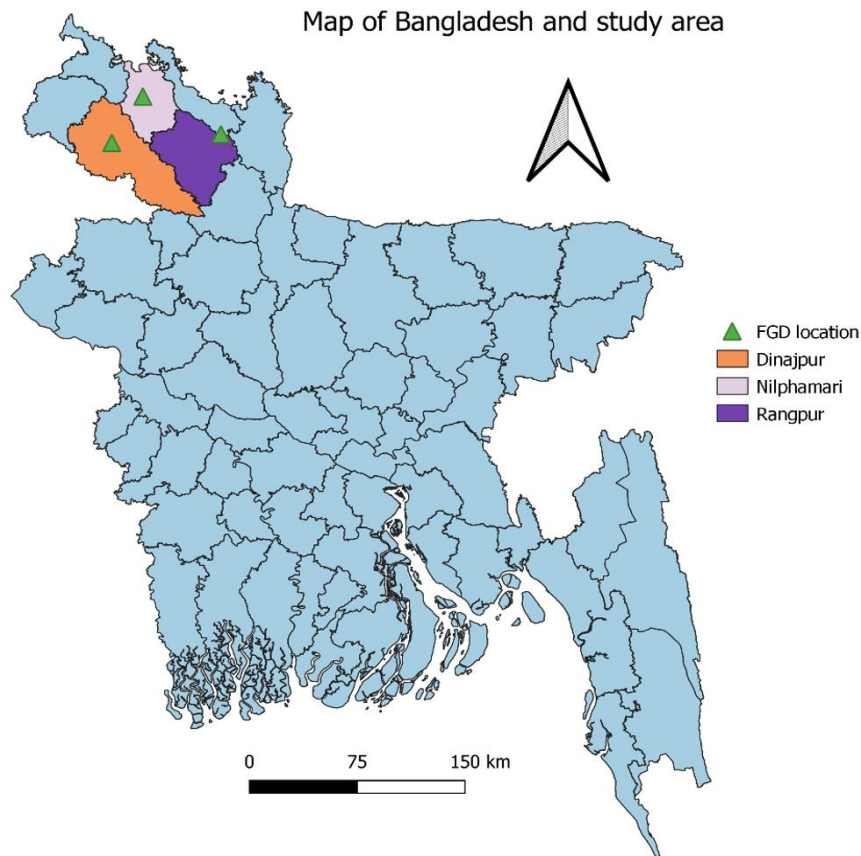 Map of Bangladesh and study area
FGD location
Dinajpur
Nilphamari
Rangpur
0 75 150 km